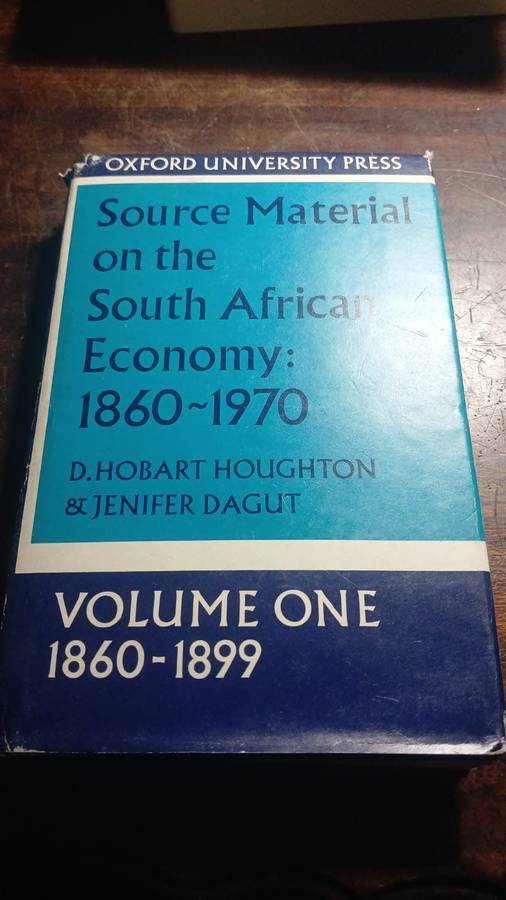 OXFORD UNIVERSITY PRESS
Source Material
on the
South African
Economy:
1860~1970
D. HOBART HOUGHTON
& JENIFER DAGUT
VOLUME ONE
1860-1899